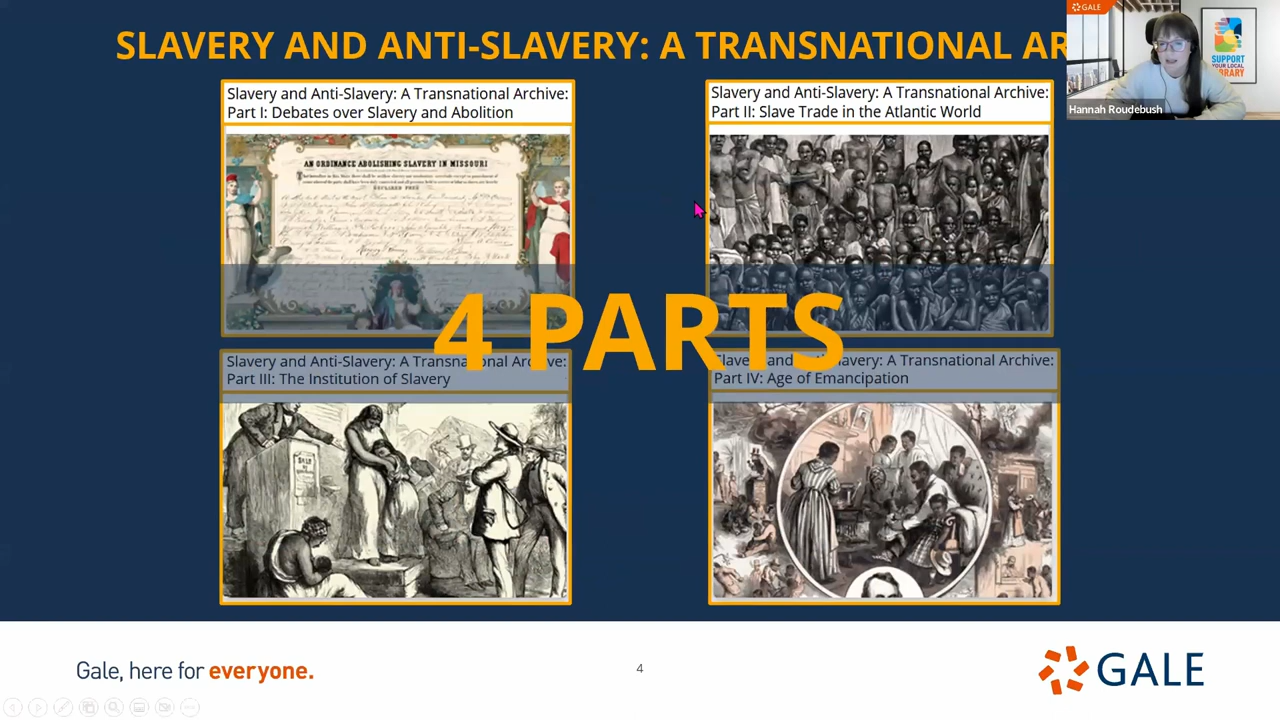 SLAVERY AND ANTI-SLAVERY: A TRANSNATIONAL AR
GALE
SUPPORT
YOUR LOCAL
LIBRARY
Hannah Roudebush
Slavery and Anti-Slavery: A Transnational Archive:
Part I: Debates over Slavery and Abolition
Slavery and Anti-Slavery: A Transnational Archive:
Part II: Slave Trade in the Atlantic World
AN ORDINANCE ABOLISHING SLAVERY IN MISSOURI
DECLARED FREE
4 PARTS
Slavery and Anti-Slavery: A Transnational Archive:
Part III: The Institution of Slavery
Slavery and Anti-Slavery: A Transnational Archive:
Part IV: Age of Emancipation
SALE
Gale, here for everyone.
4
GALE